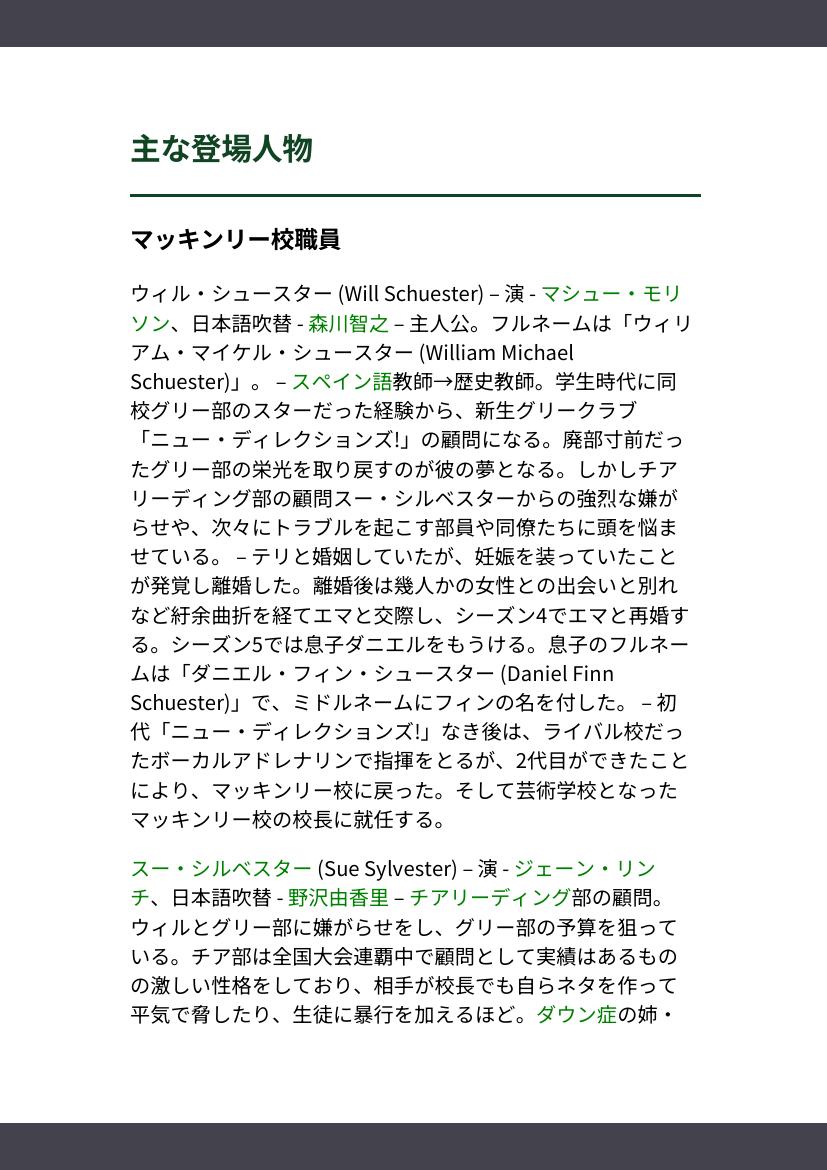 主な登場人物
マッキンリー校職員
ウィル・シュースター (Will Schuester) – 演 - マシュー・モリ
ソン、日本語吹替 - 森川智之 – 主人公。フルネームは「ウィリ
アム・マイケル・シュースター (William Michael
Schuester)」。 – スペイン語教師→歴史教師。学生時代に同
校グリー部のスターだった経験から、新生グリークラブ
「ニュー・ディレクションズ!」の顧問になる。廃部寸前だっ
たグリー部の栄光を取り戻すのが彼の夢となる。しかしチア
リーディング部の顧問スー・シルベスターからの強烈な嫌が
らせや、次々にトラブルを起こす部員や同僚たちに頭を悩ま
せている。 – テリと婚姻していたが、妊娠を装っていたこと
が発覚し離婚した。離婚後は幾人かの女性との出会いと別れ
など紆余曲折を経てエマと交際し、シーズン4でエマと再婚す
る。シーズン5では息子ダニエルをもうける。息子のフルネー
ムは「ダニエル・フィン・シュースター (Daniel Finn
Schuester)」で、ミドルネームにフィンの名を付した。 – 初
代「ニュー・ディレクションズ!」なき後は、ライバル校だっ
たボーカルアドレナリンで指揮をとるが、2代目ができたこと
により、マッキンリー校に戻った。そして芸術学校となった
マッキンリー校の校長に就任する。
スー・シルベスター (Sue Sylvester) – 演 - ジェーン・リン
チ、日本語吹替 - 野沢由香里 – チアリーディング部の顧問。
ウィルとグリー部に嫌がらせをし、グリー部の予算を狙って
いる。チア部は全国大会連覇中で顧問として実績はあるもの
の激しい性格をしており、相手が校長でも自らネタを作って
平気で脅したり、生徒に暴行を加えるほど。ダウン症の姉・